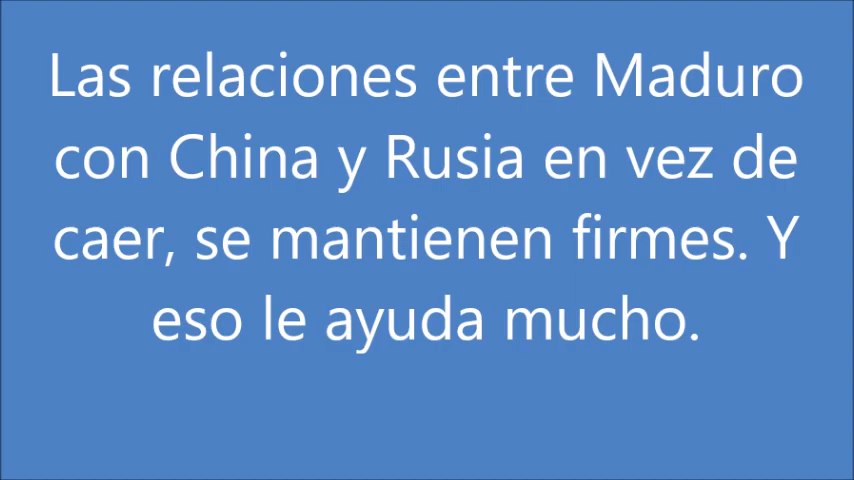 Las relaciones entre Maduro
con China y Rusia en vez de
caer, se mantienen firmes. Y
eso le ayuda mucho.